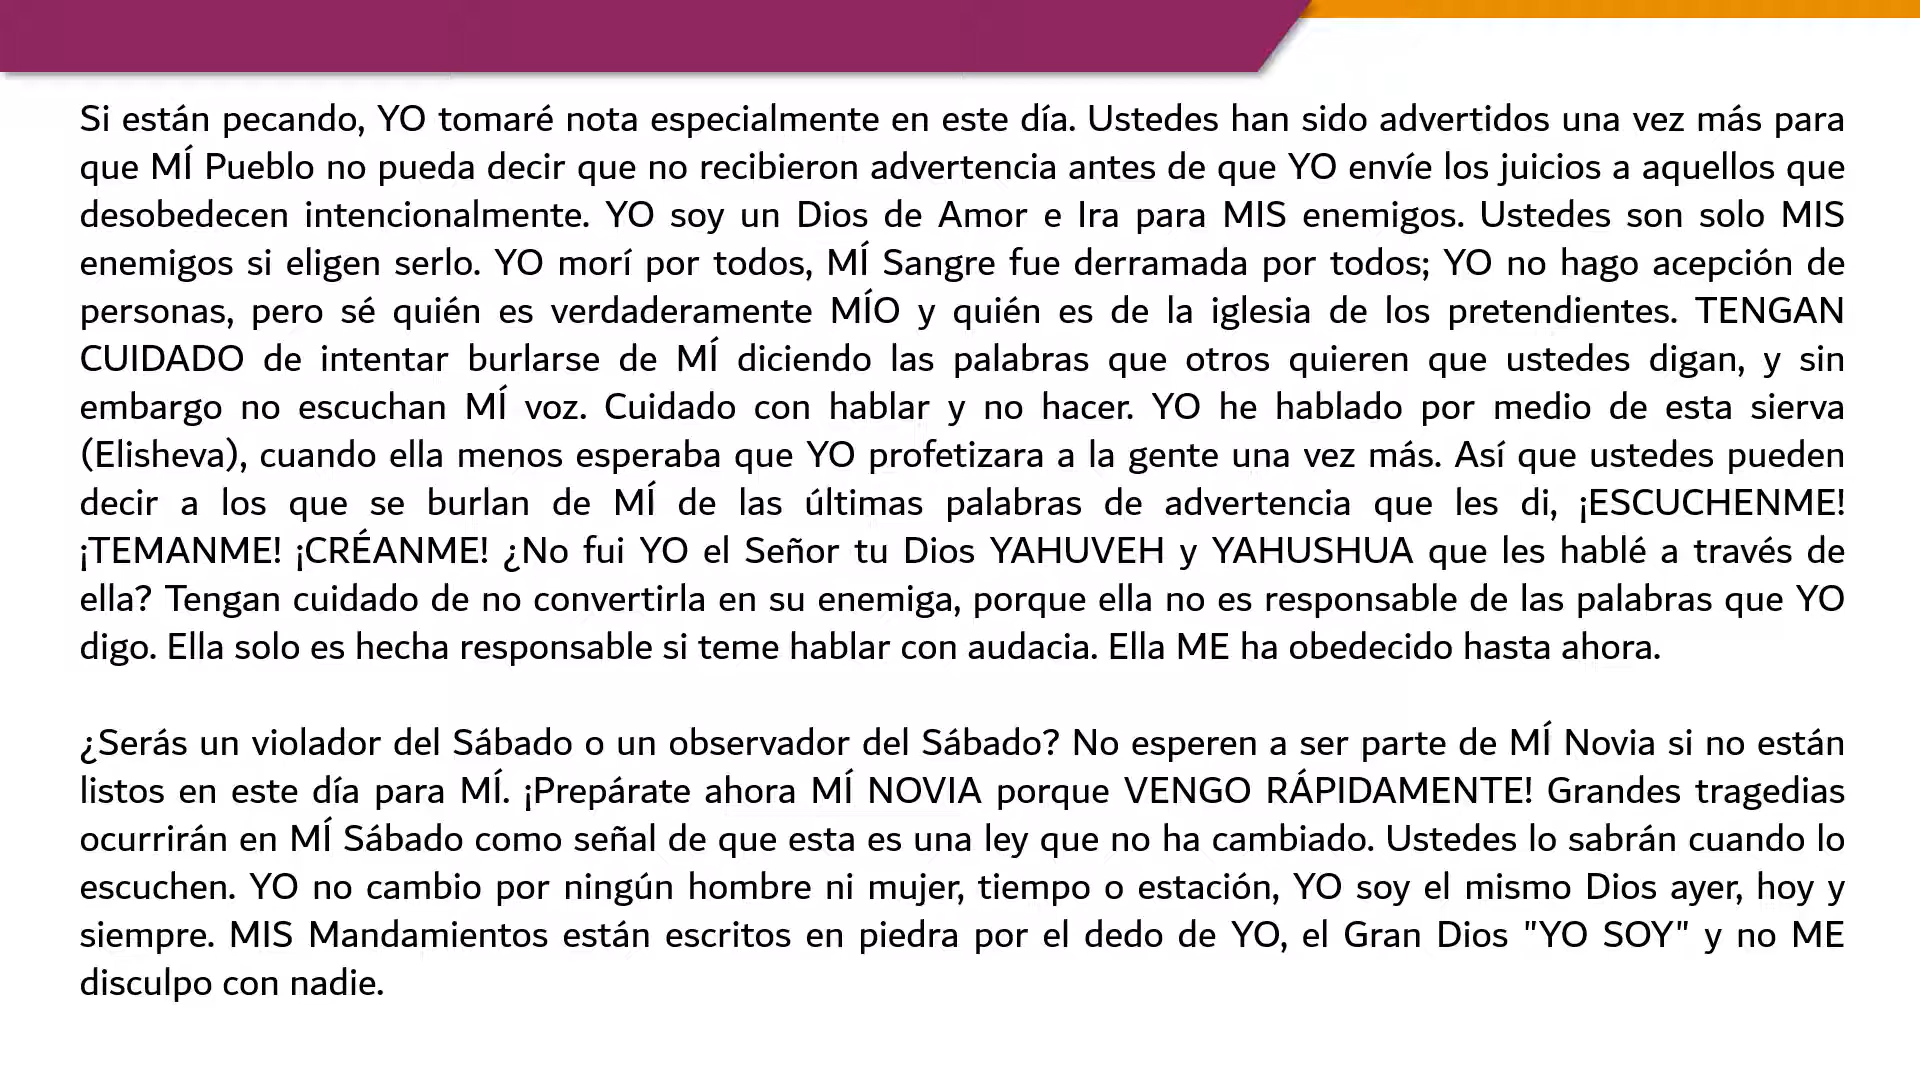 Si están pecando, YO tomaré nota especialmente en este día. Ustedes han sido advertidos una vez más para
que MÍ Pueblo no pueda decir que no recibieron advertencia antes de que YO envíe los juicios a aquellos que
desobedecen intencionalmente. YO soy un Dios de Amor e Ira para MIS enemigos. Ustedes son solo MIS
enemigos si eligen serlo. YO morí por todos, MÍ Sangre fue derramada por todos; YO no hago acepción de
personas, pero sé quién es verdaderamente MÍO y quién es de la iglesia de los pretendientes. TENGAN
CUIDADO de intentar burlarse de MÍ diciendo las palabras que otros quieren que ustedes digan, y sin
embargo no escuchan MÍ voz. Cuidado con hablar y no hacer. YO he hablado por medio de esta sierva
(Elisheva), cuando ella menos esperaba que YO profetizara a la gente una vez más. Así que ustedes pueden
decir a los que se burlan de MÍ de las últimas palabras de advertencia que les di, ¡ESCUCHENME!
¡TEMANME! ¡CRÉANME! ¿No fui YO el Señor tu Dios YAHUVEH y YAHUSHUA que les hablé a través de
ella? Tengan cuidado de no convertirla en su enemiga, porque ella no es responsable de las palabras que YO
digo. Ella solo es hecha responsable si teme hablar con audacia. Ella ME ha obedecido hasta ahora.
¿Serás un violador del Sábado o un observador del Sábado? No esperen a ser parte de MÍ Novia si no están
listos en este día para MÍ. ¡Prepárate ahora MÍ NOVIA porque VENGO RÁPIDAMENTE! Grandes tragedias
ocurrirán en MÍ Sábado como señal de que esta es una ley que no ha cambiado. Ustedes lo sabrán cuando lo
escuchen. YO no cambio por ningún hombre ni mujer, tiempo o estación, YO soy el mismo Dios ayer, hoy y
siempre. MIS Mandamientos están escritos en piedra por el dedo de YO, el Gran Dios "YO SOY" y no ME
disculpo con nadie.